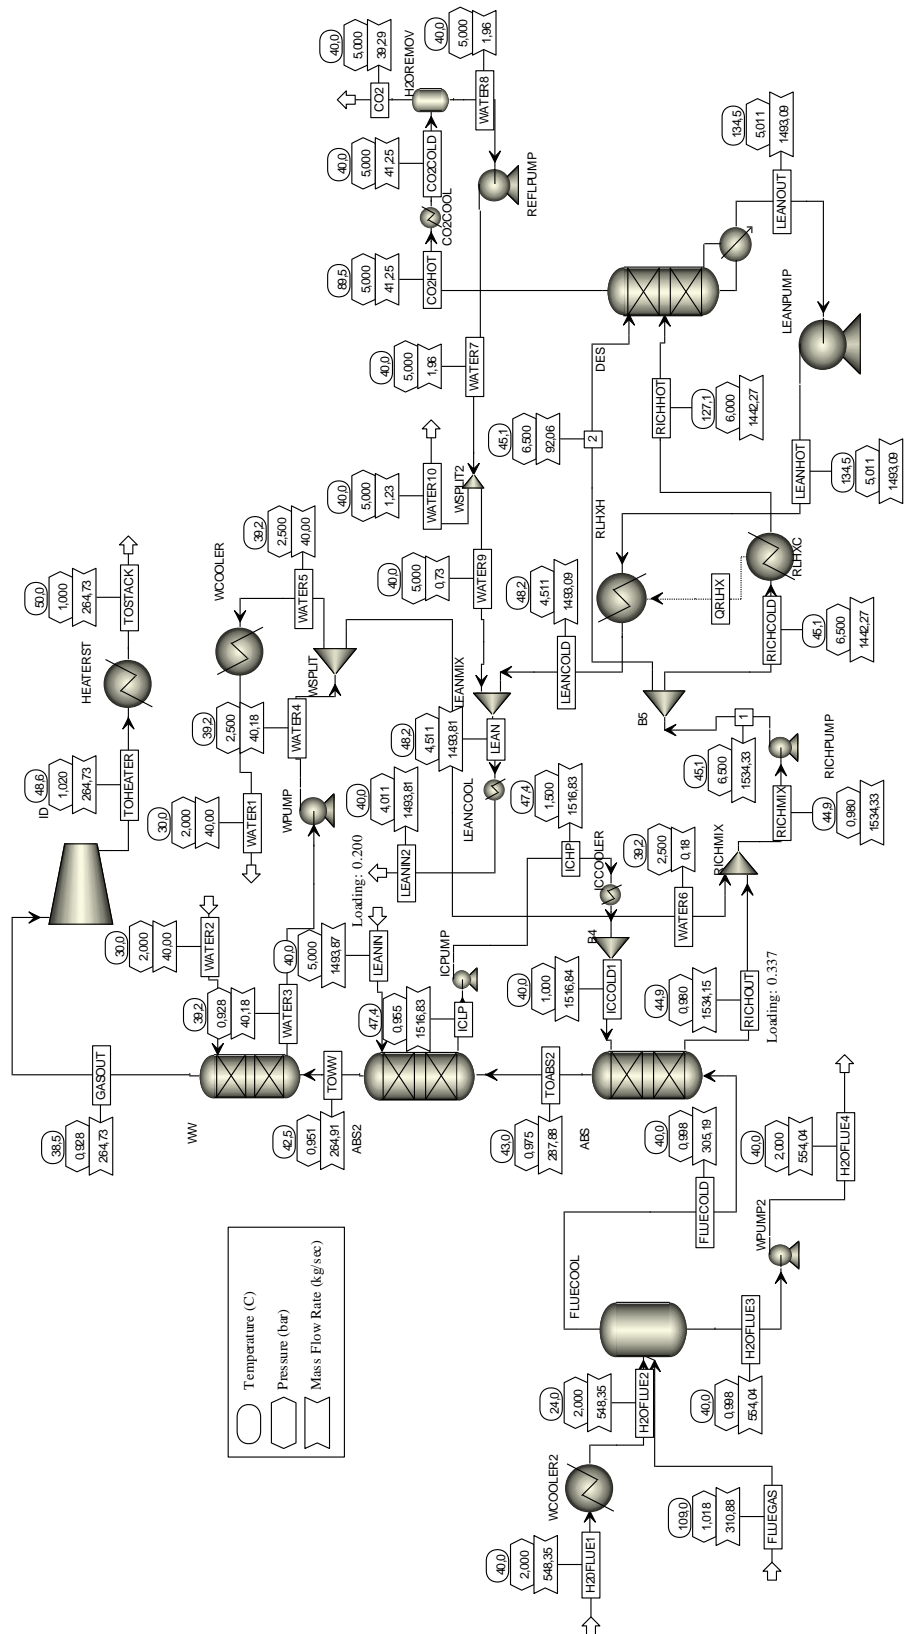 Temperature (C)
Pressure (bar)
Mass Flow Rate (kg/sec)
H2OFLUE1
40,0
2,000
548,35
WCOOLER2
H2OFLUE2
24,0
2,000
548,35
FLUEGAS
109,0
1,018
310,88
FLUECOOL
H2OFLUE3
40,0
0,998
554,04
WPUMP2
H2OFLUE4
40,0
2,000
554,04
FLUECOLD
40,0
0,998
305,19
ABS
TOABS2
43,0
0,975
287,88
ABS2
TOWW
42,5
0,951
264,91
WW
GASOUT
38,5
0,928
264,73
RICHOUT
44,9
0,980
1534,15
Loading: 0.337
ICCOLD1
40,0
1,000
1516,84
B4
ICCOOLER
ICHP
47,4
1,500
1516,83
ICPUMP
ICLP
47,4
0,955
1516,83
LEANIN
40,0
5,000
1493,87
Loading: 0.200
WATER3
39,2
0,928
40,18
WATER2
30,0
2,000
40,00
WATER1
30,0
2,000
40,00
WPUMP
WATER4
39,2
2,500
40,18
WSPLIT
WATER5
39,2
2,500
40,00
WCOOLER
ID
TOHEATER
48,6
1,020
264,73
HEATERST
TOSTACK
50,0
1,000
264,73
WATER6
39,2
2,500
0,18
RICHMIX
RICHMIX
44,9
0,980
1534,33
RICHPUMP
1
45,1
6,500
1534,33
B5
RICHCOLD
45,1
6,500
1442,27
RLHXC
QRLHX
RLHXH
RICHHOT
127,1
6,000
1442,27
2
45,1
6,500
92,06
DES
LEANOUT
134,5
5,011
1493,09
LEANPUMP
LEANHOT
134,5
5,011
1493,09
LEANCOLD
48,2
4,511
1493,09
LEANMIX
LEAN
48,2
4,511
1493,81
LEANCOOL
LEANIN2
40,0
4,011
1493,81
WATER9
40,0
5,000
0,73
WSPLIT2
WATER10
40,0
5,000
1,23
WATER7
40,0
5,000
1,96
REFLPUMP
WATER8
40,0
5,000
1,96
H2OREMOV
CO2
40,0
5,000
39,29
CO2COLD
40,0
5,000
41,25
CO2COOL
CO2HOT
89,5
5,000
41,25